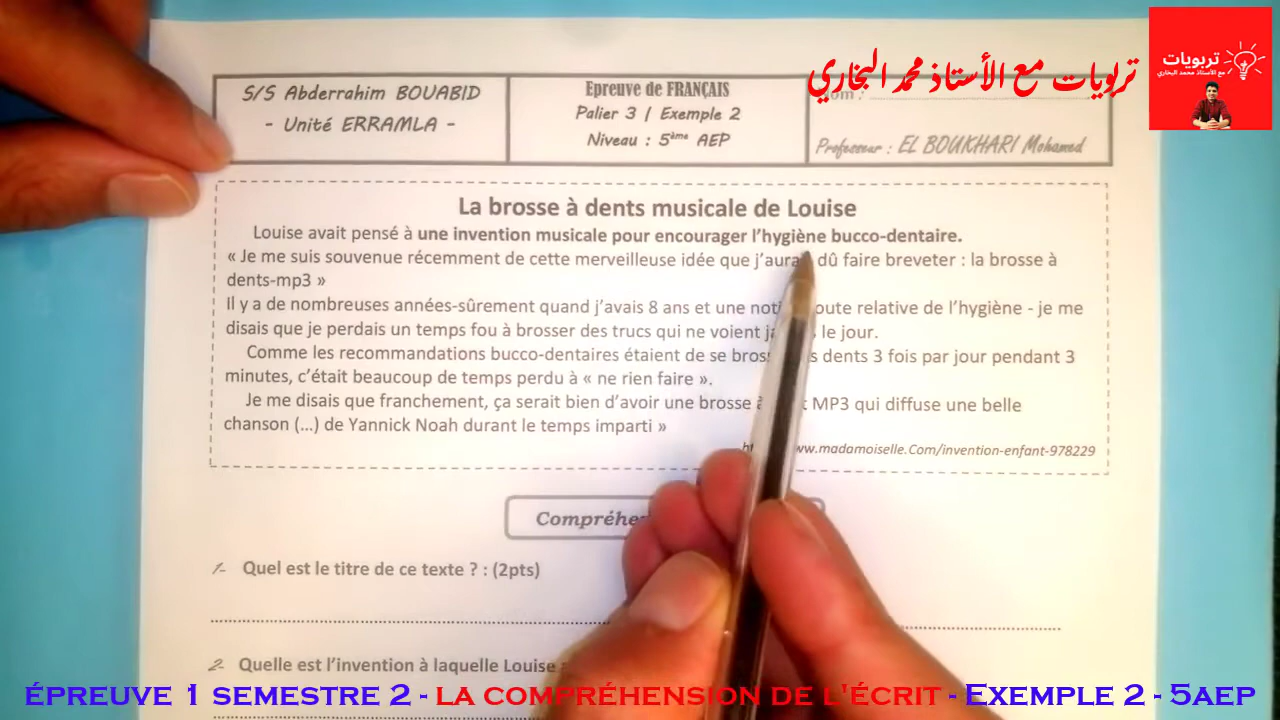 تربويات مع الأستاذ محمد البخاري
تربويات
مع الأستاذ محمد البخاري
S/S Abderrahim BOUABID
- Unité ERRAMLA -
Epreuve de FRANÇAIS
Palier 3 / Exemple 2
Niveau : 5ème AEP
Nom :
Professeur : EL BOUKHARI Mohamed
La brosse à dents musicale de Louise
Louise avait pensé à une invention musicale pour encourager l'hygiène bucco-dentaire.
« Je me suis souvenue récemment de cette merveilleuse idée que j'aurais dû faire breveter : la brosse à
dents-mp3 »
Il y a de nombreuses années-sûrement quand j'avais 8 ans et une toute relative de l'hygiène - je me
disais que je perdais un temps fou à brosser des trucs qui ne voient le jour.
Comme les recommandations bucco-dentaires étaient de se dents 3 fois par jour pendant 3
minutes, c'était beaucoup de temps perdu à « ne rien faire ».
Je me disais que franchement, ça serait bien d'avoir une brosse MP3 qui diffuse une belle
chanson (...) de Yannick Noah durant le temps imparti »
.madamoiselle.Com/invention-enfant-978229
1- Quel est le titre de ce texte ? : (2pts)
2- Quelle est l'invention à laquelle Louise
ÉPREUVE 1 SEMESTRE 2 - LA COMPRÉHENSION DE L'ÉCRIT - EXEMPLE 2 - 5AEP